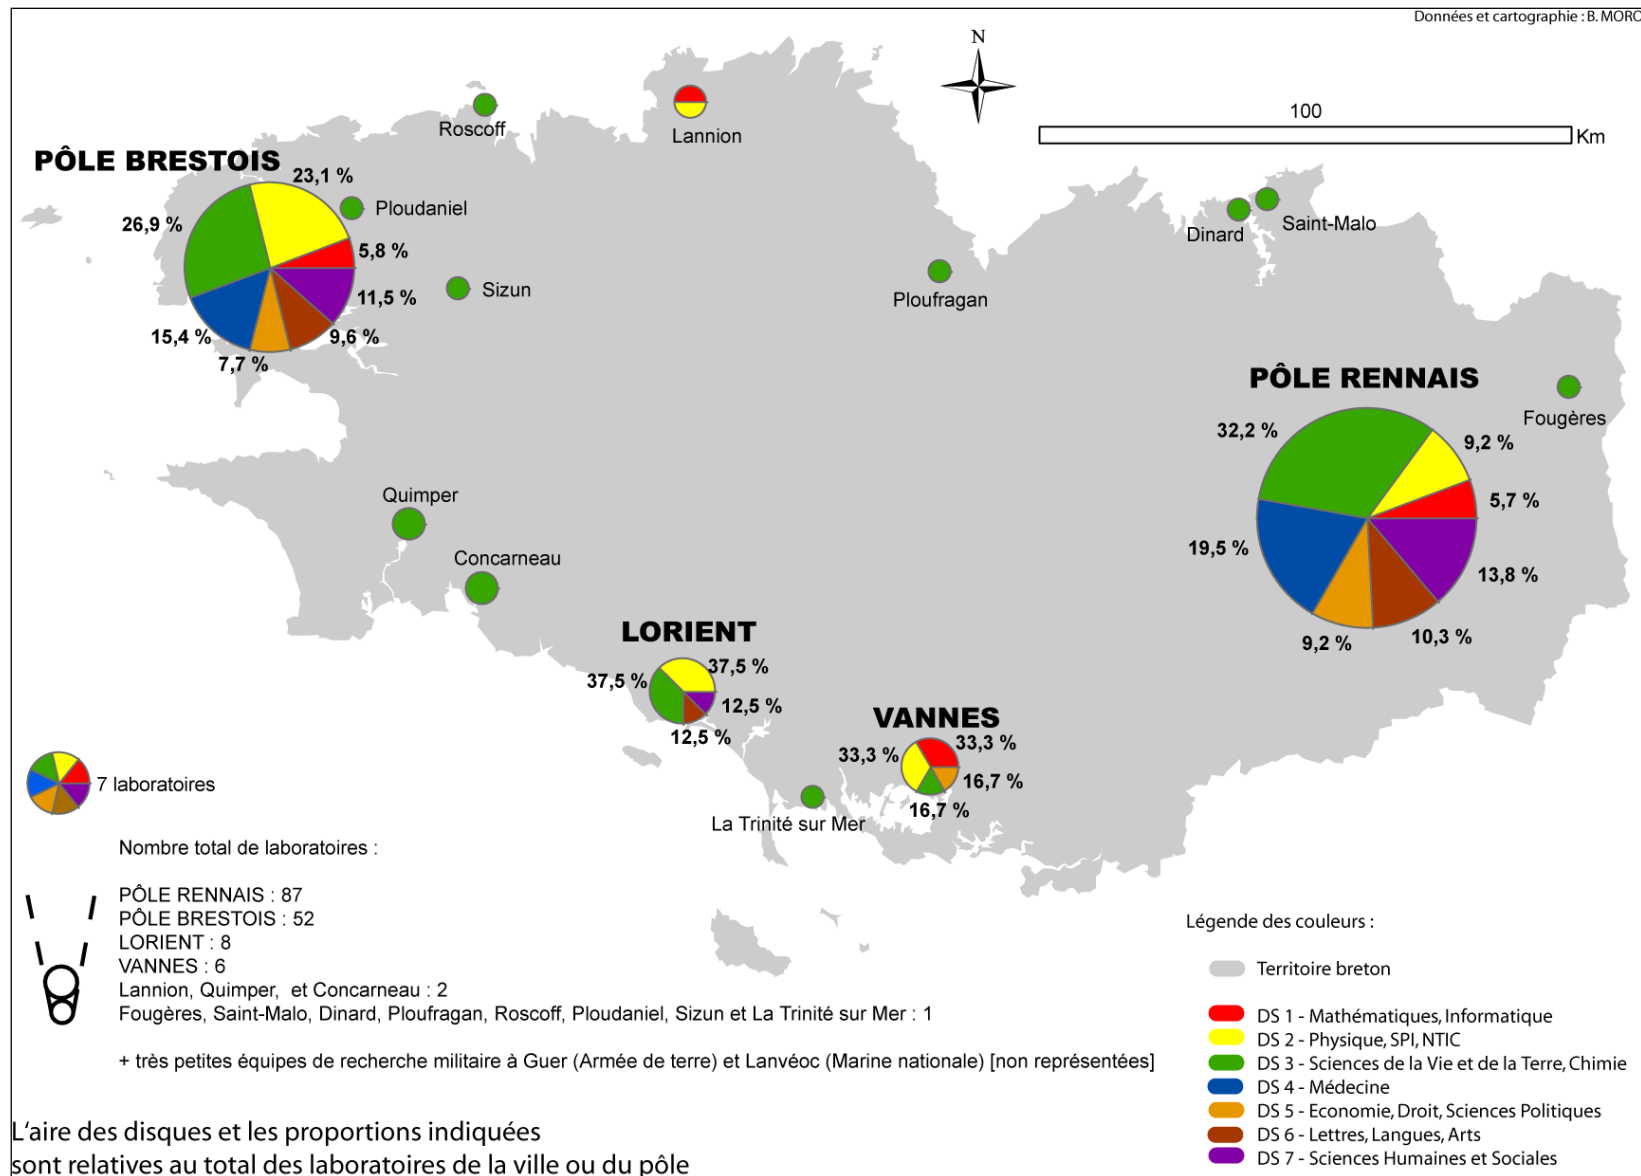 Données et cartographie : B. MORO
N
100
Km
Roscoff
Lannion
PÔLE BRESTOIS
23,1 %
26,9 %
5,8 %
11,5 %
9,6 %
7,7 %
15,4 %
Ploudaniel
Sizun
Ploufragan
Dinard
Saint-Malo
PÔLE RENNAIS
Fougères
32,2 %
9,2 %
5,7 %
13,8 %
10,3 %
9,2 %
19,5 %
Quimper
Concarneau
LORIENT
37,5 %
37,5 %
12,5 %
12,5 %
VANNES
33,3 %
33,3 %
16,7 %
16,7 %
La Trinité sur Mer
7 laboratoires
Nombre total de laboratoires :
PÔLE RENNAIS : 87
PÔLE BRESTOIS : 52
LORIENT : 8
VANNES : 6
Lannion, Quimper, et Concarneau : 2
Fougères, Saint-Malo, Dinard, Ploufragan, Roscoff, Ploudaniel, Sizun et La Trinité sur Mer : 1
+ très petites équipes de recherche militaire à Guer (Armée de terre) et Lanvéoc (Marine nationale) [non représentées]
L'aire des disques et les proportions indiquées
sont relatives au total des laboratoires de la ville ou du pôle
Légende des couleurs :
Territoire breton
DS 1 - Mathématiques, Informatique
DS 2 - Physique, SPI, NTIC
DS 3 - Sciences de la Vie et de la Terre, Chimie
DS 4 - Médecine
DS 5 - Economie, Droit, Sciences Politiques
DS 6 - Lettres, Langues, Arts
DS 7 - Sciences Humaines et Sociales